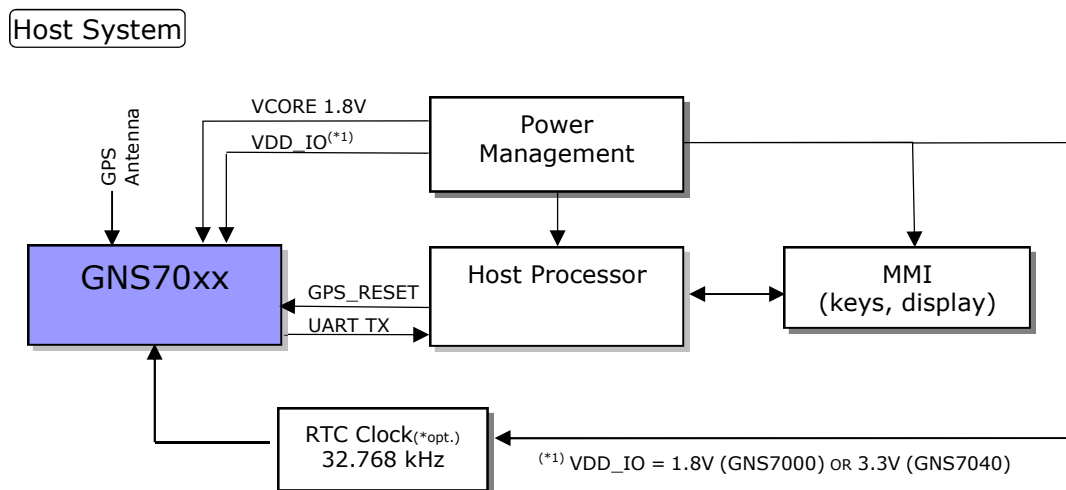 Host System
VCORE 1.8V
VDD_IO(*1)
GPS
Antenna
Power
Management
GNS70xx
GPS_RESET
UART TX
Host Processor
MMI
(keys, display)
RTC Clock(*opt.)
32.768 kHz
(*1) VDD_IO = 1.8V (GNS7000) OR 3.3V (GNS7040)